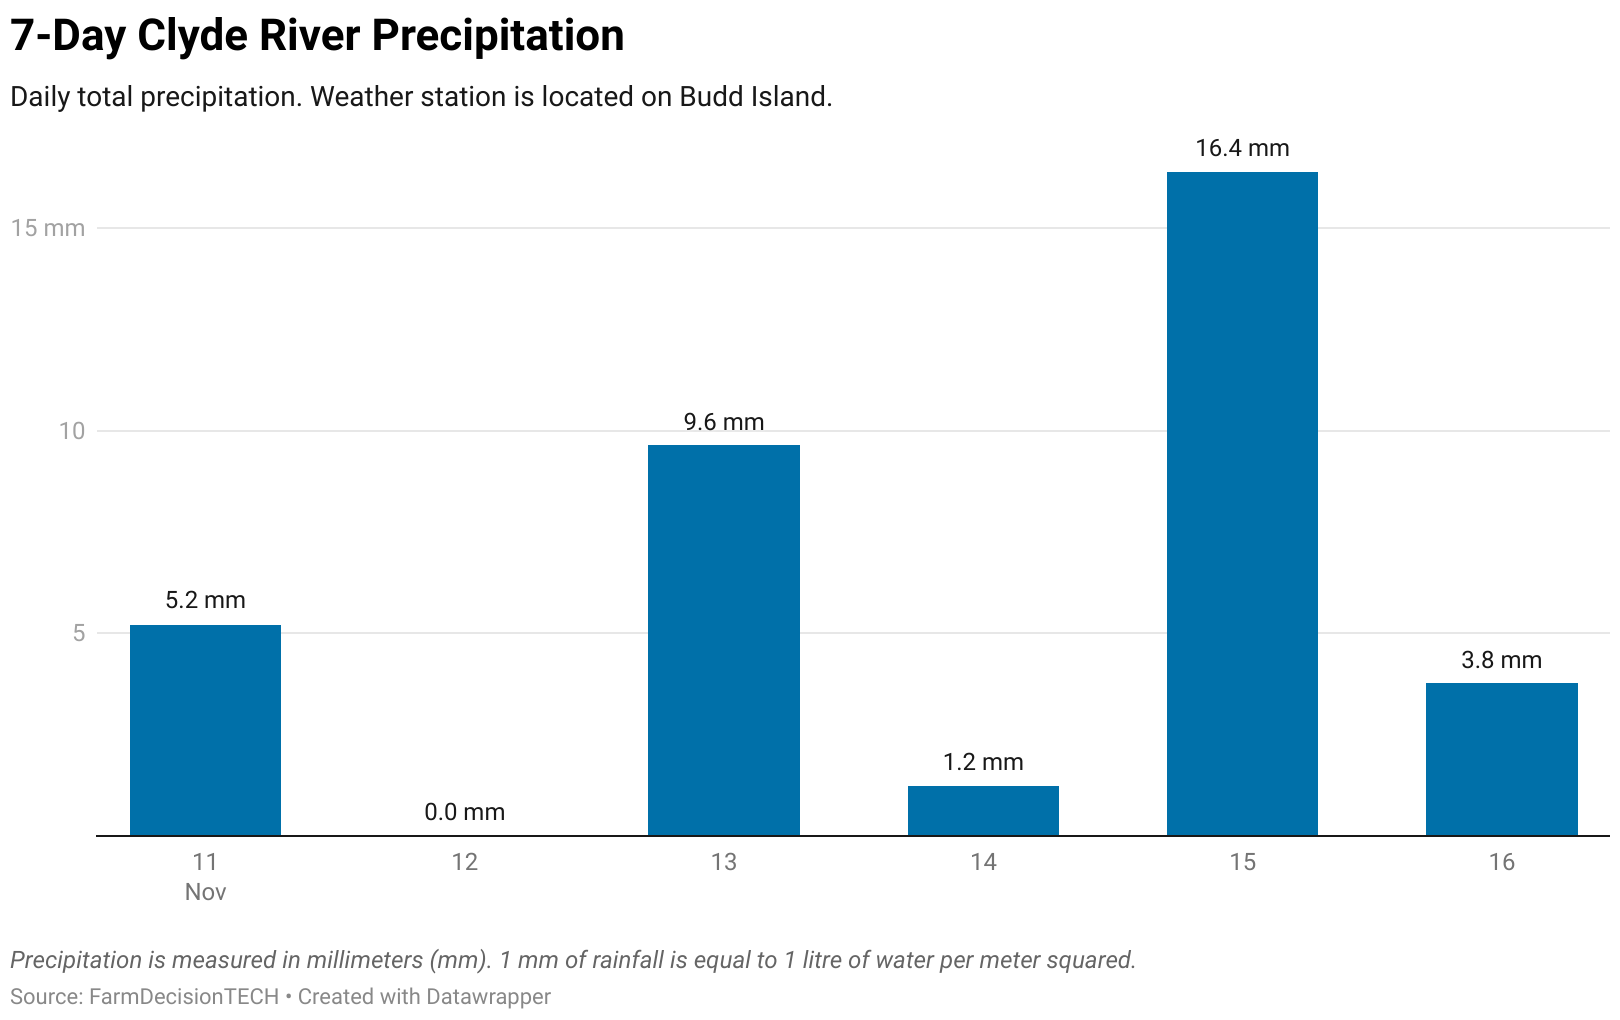 7-Day Clyde River Precipitation
Daily total precipitation. Weather station is located on Budd Island.
16.4 mm
15 mm
9.6 mm
10
5.2 mm
5
3.8 mm
1.2 mm
0.0 mm
11 12 13 14 15 16
Nov
Precipitation is measured in millimeters (mm). 1 mm of rainfall is equal to 1 litre of water per meter squared.
Source: FarmDecisionTECH • Created with Datawrapper